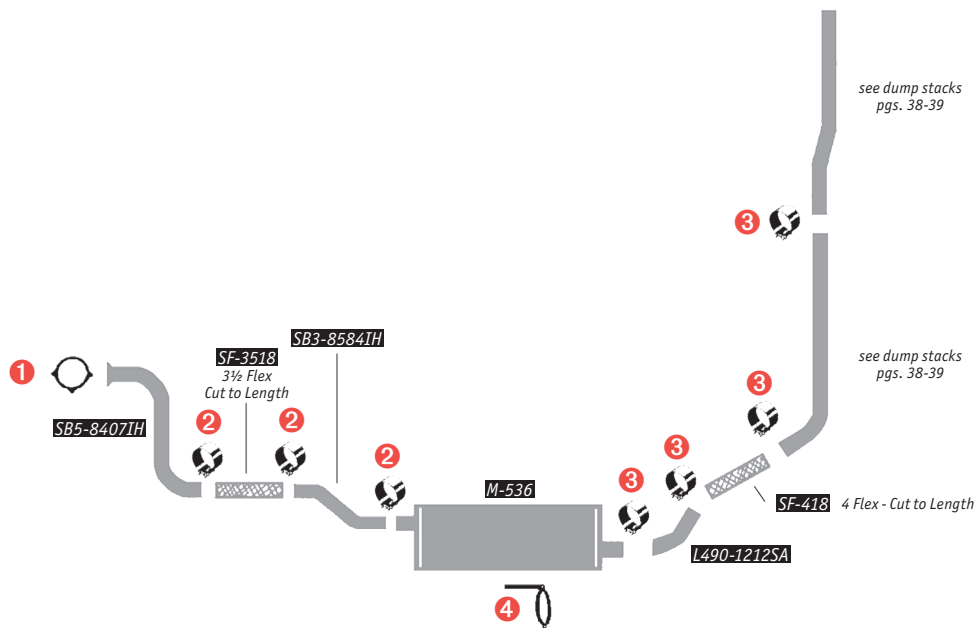 see dump stacks
pgs. 38-39
3
SB3-8584IH
SF-3518
3½ Flex
Cut to Length
see dump stacks
pgs. 38-39
1
SB5-8407IH
2
2
2
3
3
3
M-536
SF-418 4 Flex - Cut to Length
L490-1212SA
4